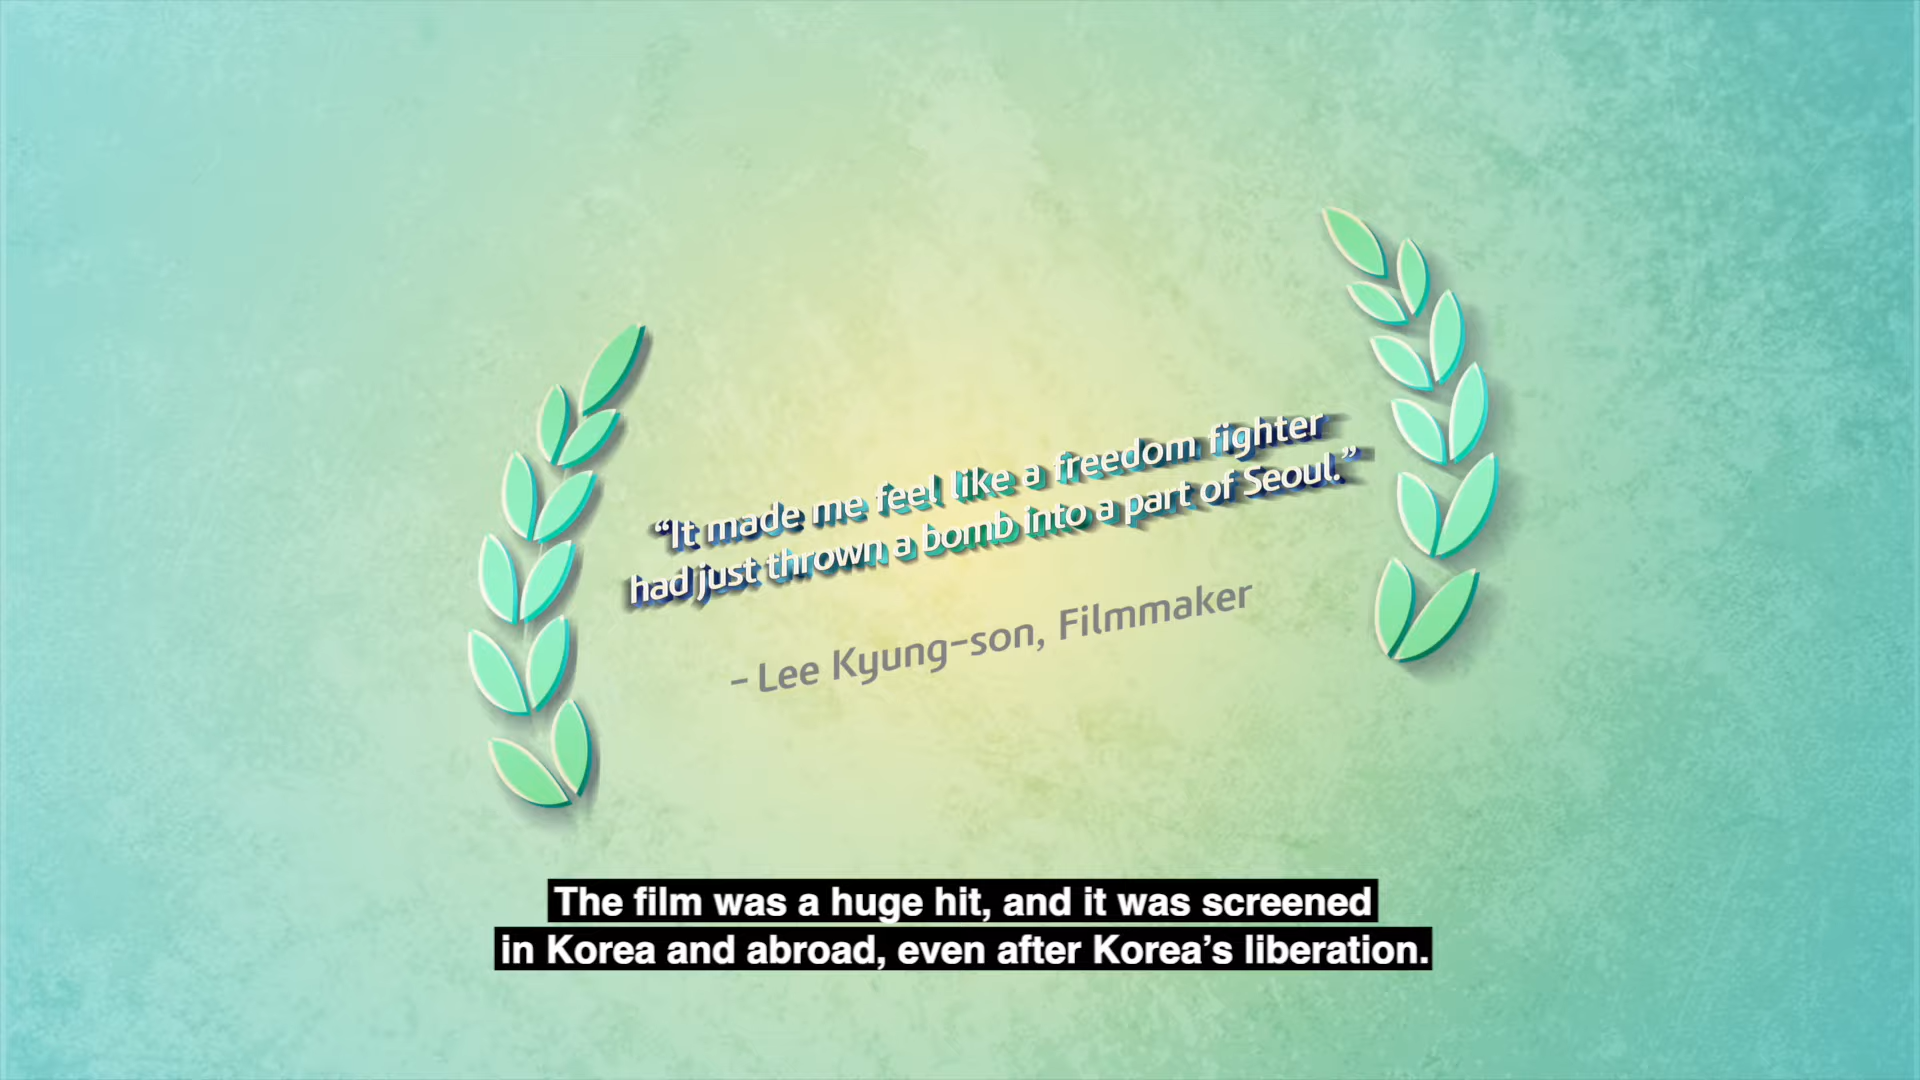 “It made me feel like a freedom fighter
had just thrown a bomb into a part of Seoul.”
- Lee Kyung-son, Filmmaker
The film was a huge hit, and it was screened
in Korea and abroad, even after Korea’s liberation.